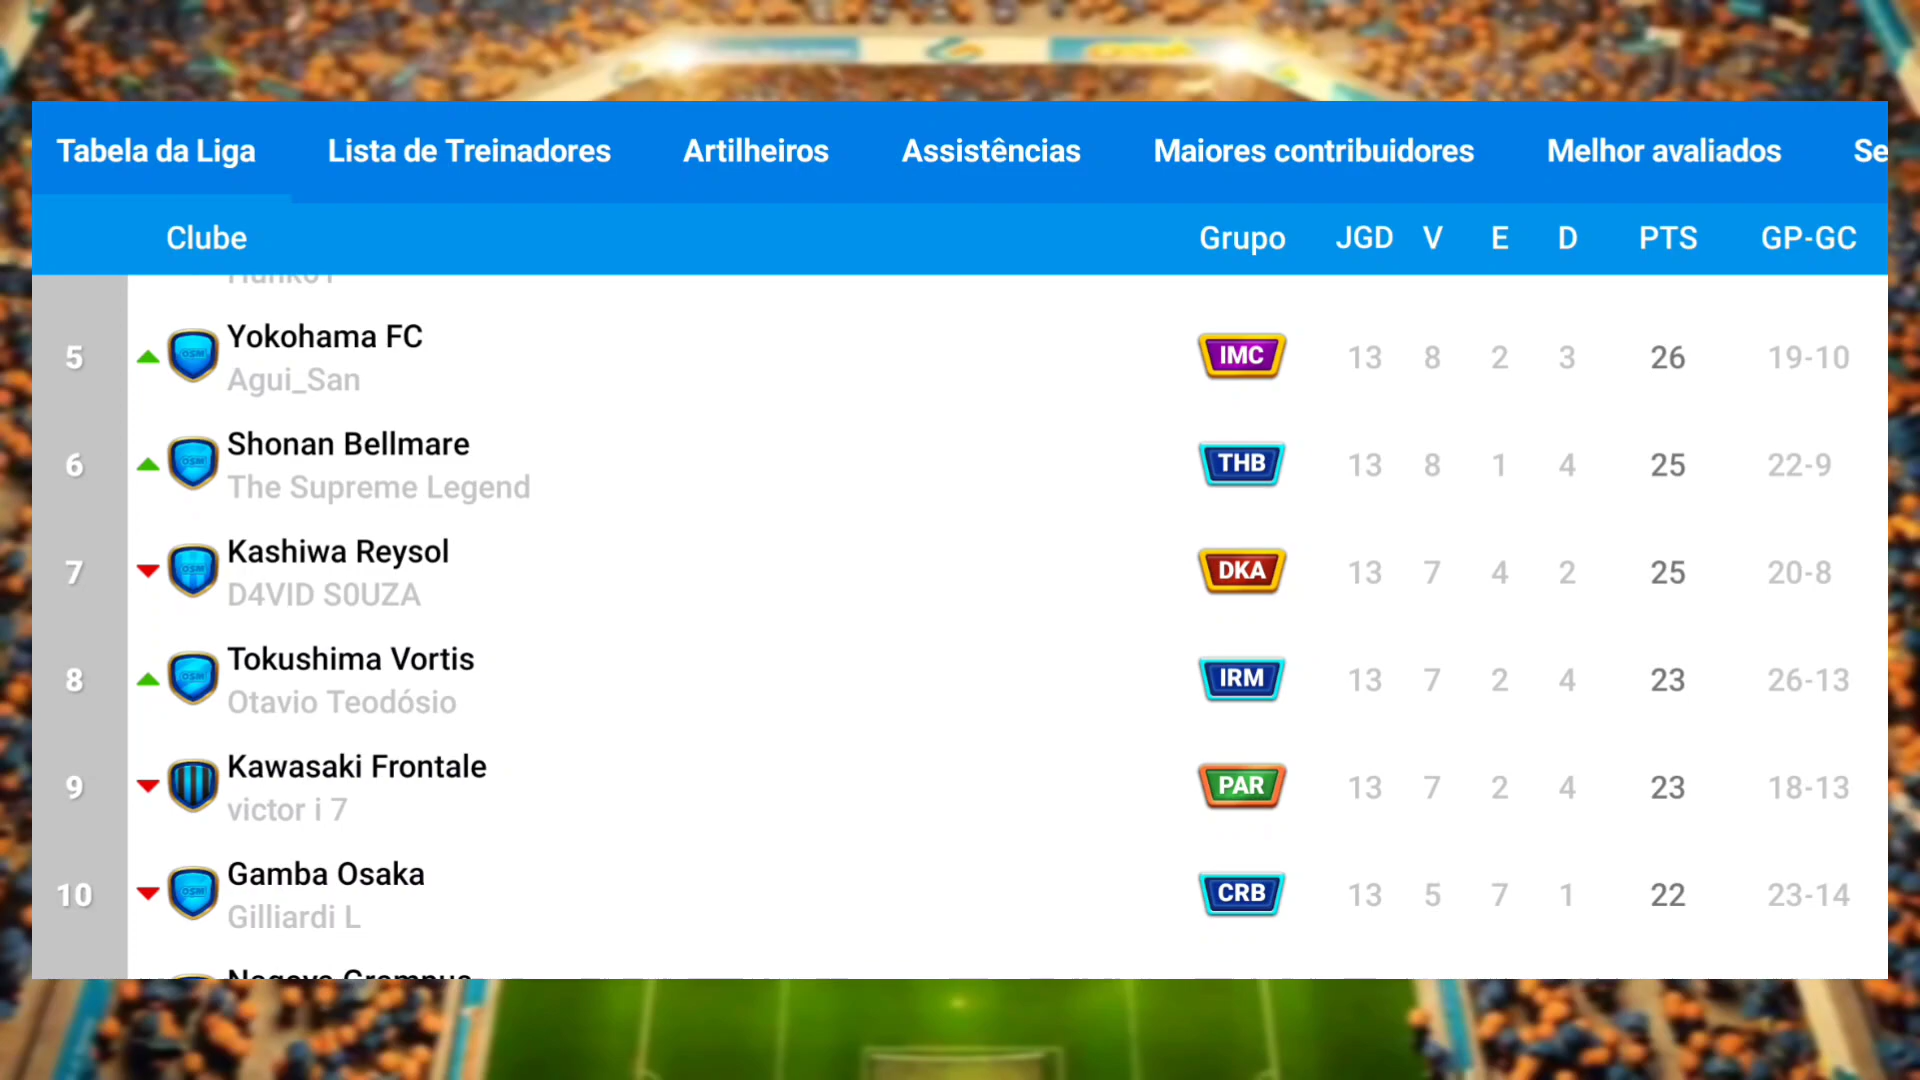 Tabela da Liga Lista de Treinadores Artilheiros Assistências Maiores contribuidores Melhor avaliados Se
Clube Grupo JGD V E D PTS GP-GC
5 Yokohama FC IMC 13 8 2 3 26 19-10
Agui_San
6 Shonan Bellmare THB 13 8 1 4 25 22-9
The Supreme Legend
7 Kashiwa Reysol DKA 13 7 4 2 25 20-8
D4VID S0UZA
8 Tokushima Vortis IRM 13 7 2 4 23 26-13
Otavio Teodósio
9 Kawasaki Frontale PAR 13 7 2 4 23 18-13
victor i 7
10 Gamba Osaka CRB 13 5 7 1 22 23-14
Gilliardi L
Nagoya Grampus